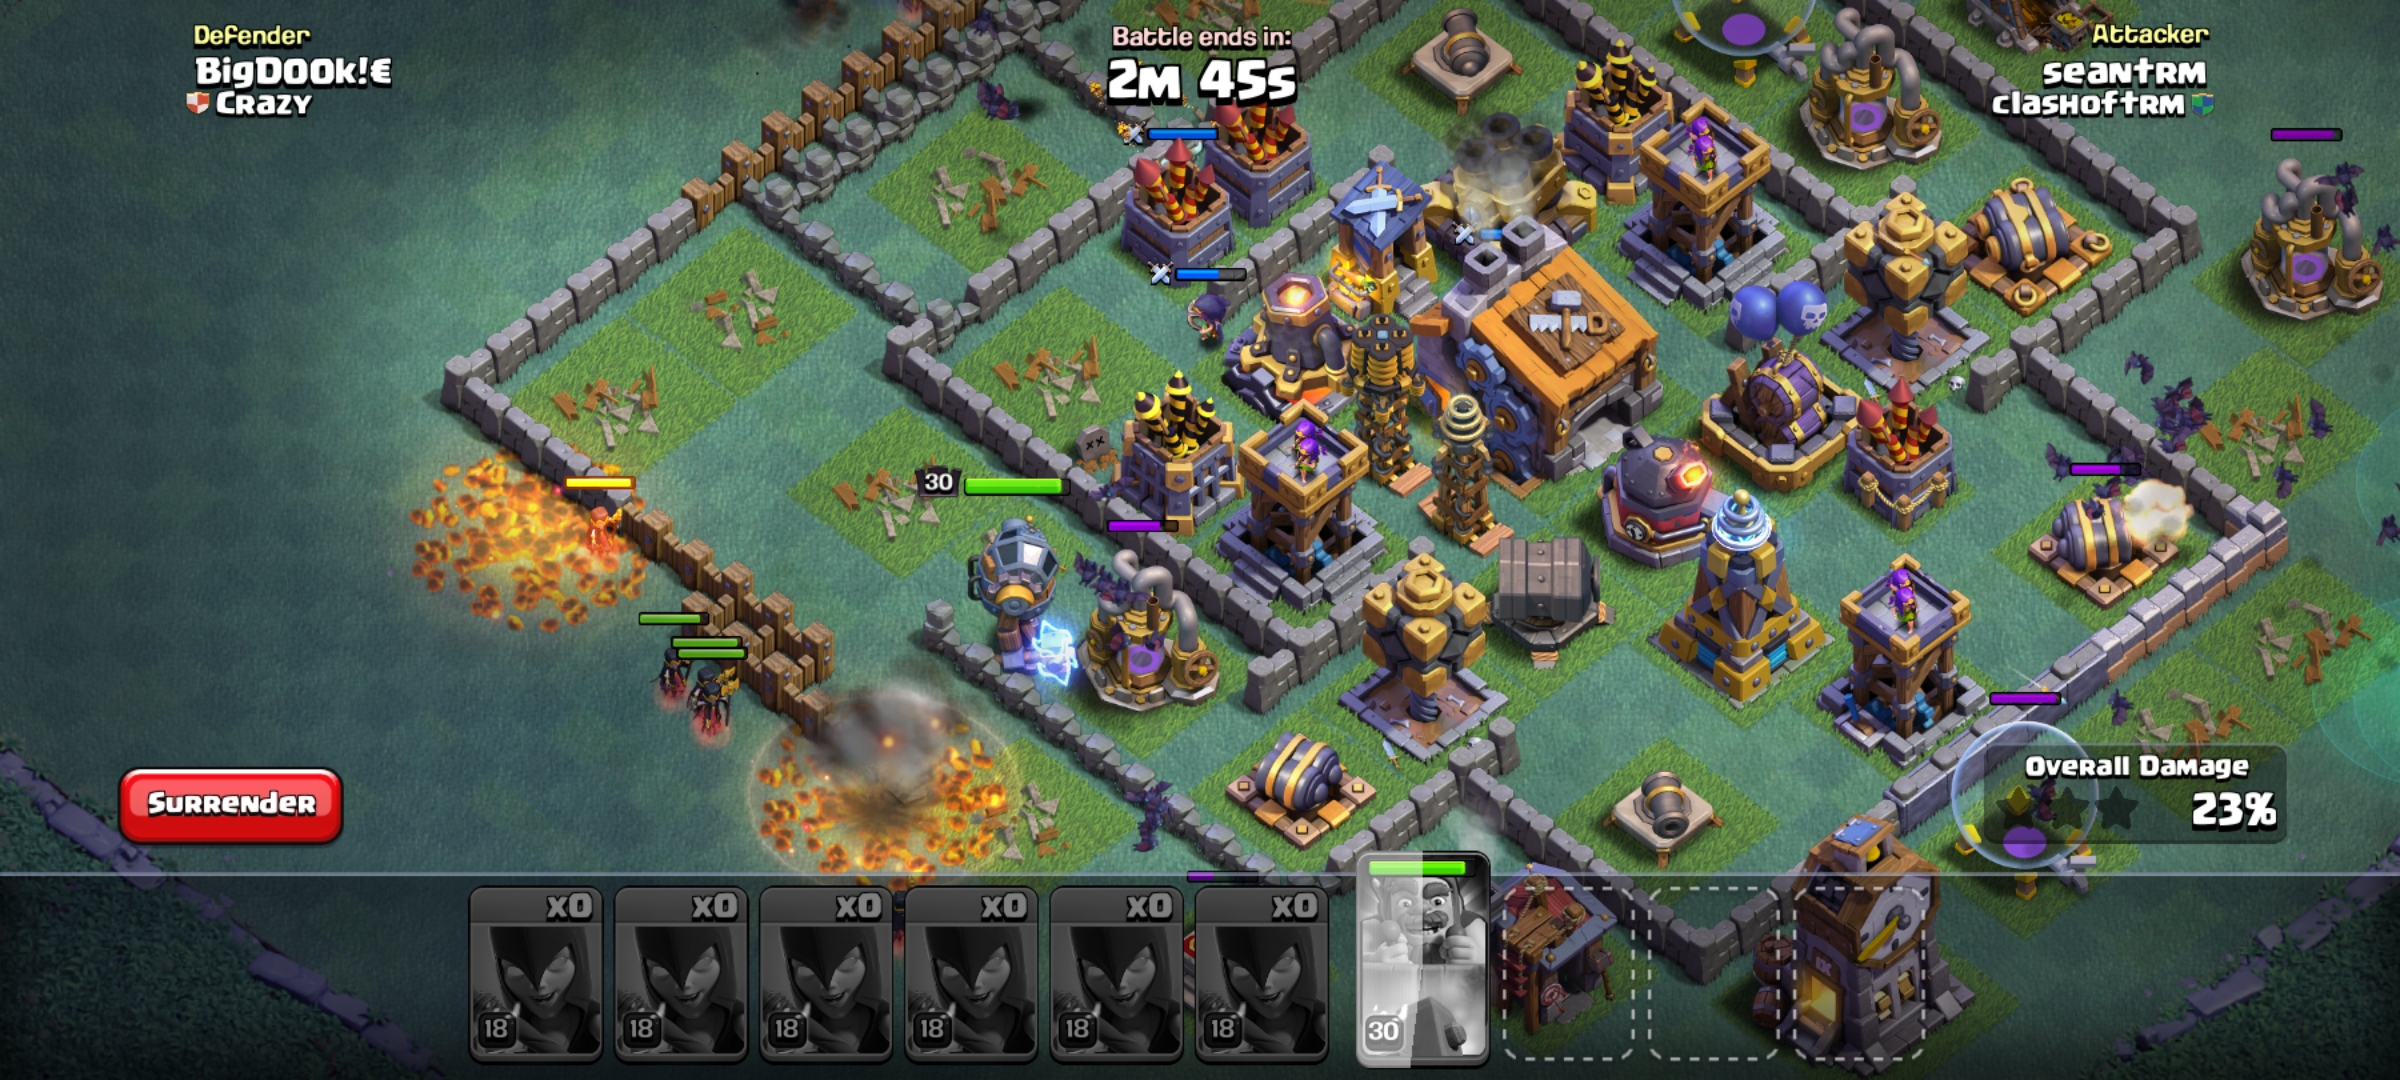 Defender
BigD00k!€
Crazy
Battle ends in:
2M 45s
Attacker
seantRM
clasHoftRM
30
Surrender
Overall Damage
23%
x0
x0
x0
x0
x0
x0
18
18
18
18
18
18
30